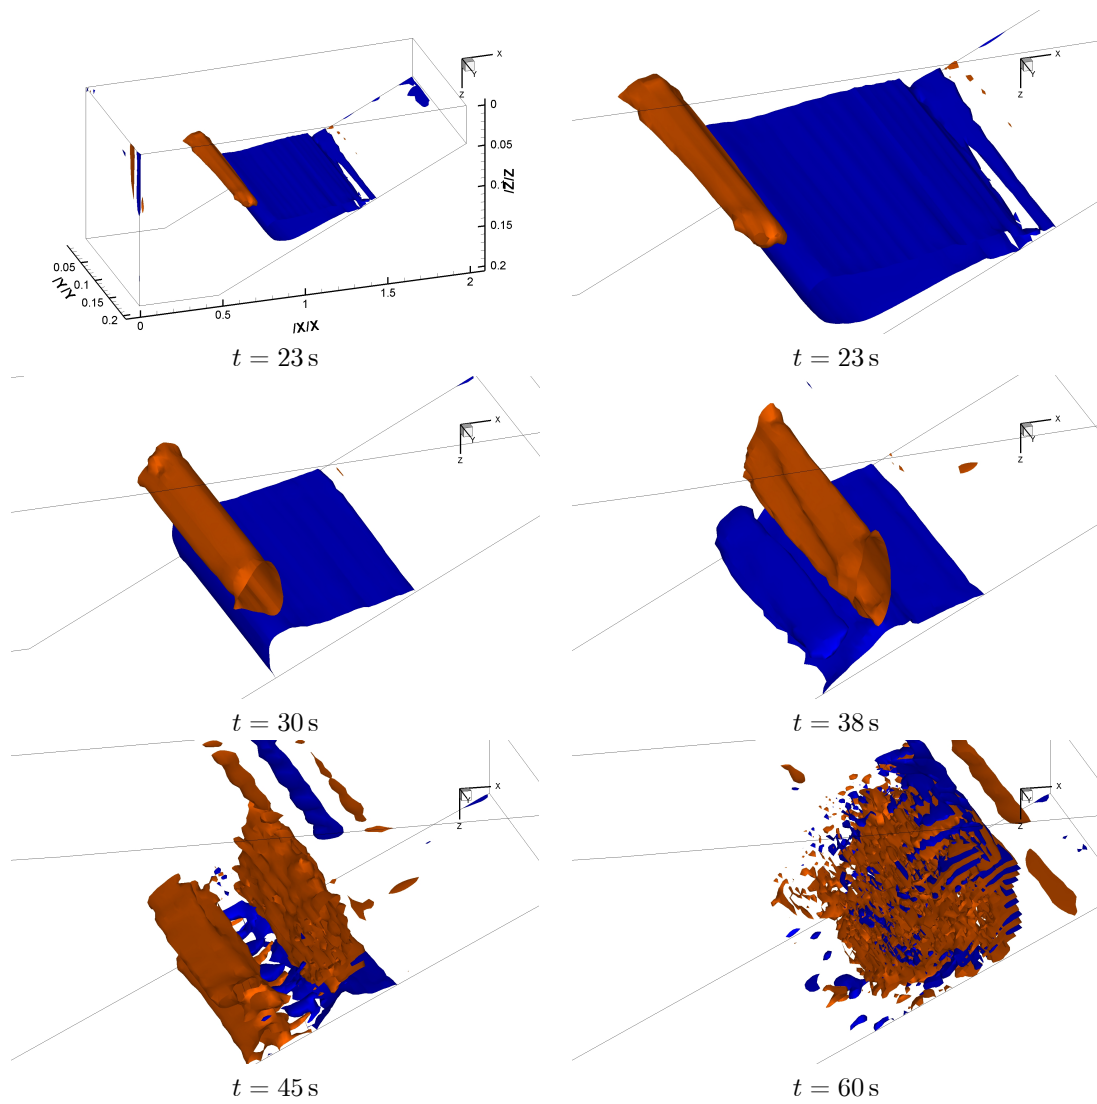 X
Y
Z
0
0.05
0.1
0.15
0.2
/Z/Z
0.05
0.1
0.15
0.2
/Y/Y
0
0.5
1
1.5
2
/X/X
t = 23 s
X
Y
Z
t = 23 s
X
Y
Z
t = 30 s
X
Y
Z
t = 38 s
X
Y
Z
t = 45 s
X
Y
Z
t = 60 s